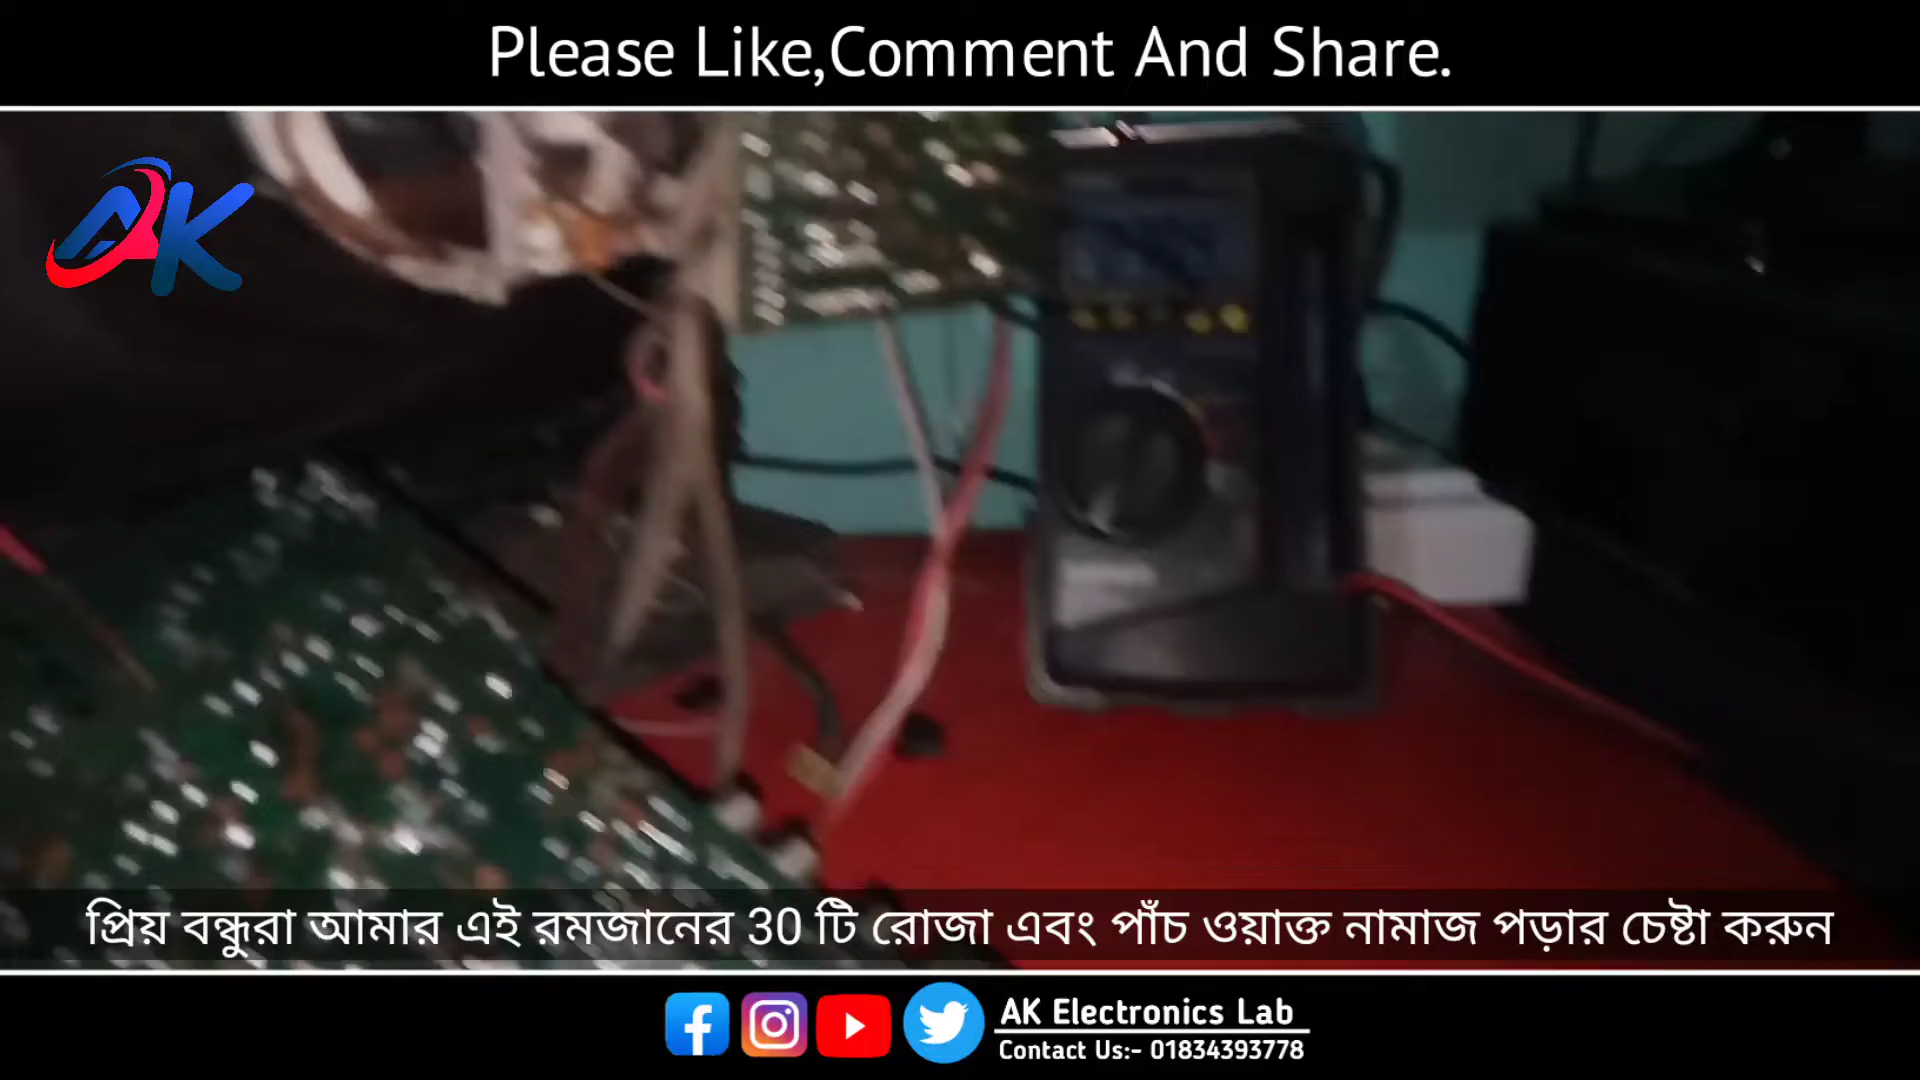 Please Like,Comment And Share.
AK
প্রিয় বন্ধুরা আমার এই রমজানের 30 টি রোজা এবং পাঁচ ওয়াক্ত নামাজ পড়ার চেষ্টা করুন
AK Electronics Lab
Contact Us:- 01834393778